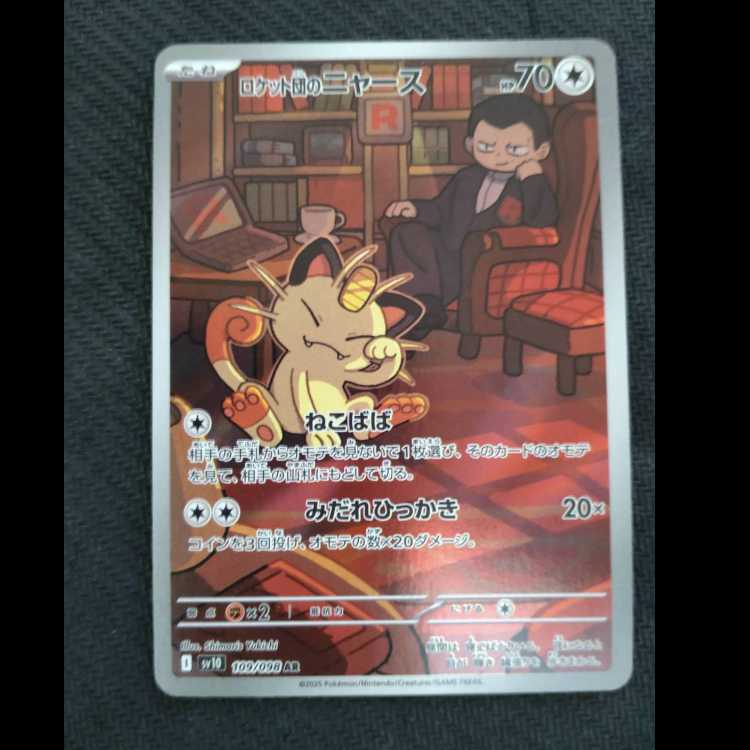 たね ロケット団のニャース HP70
R
ねこばば
相手の手札からオモテを見ないで1枚選び、そのカードのオモテ
を見て、相手の山札にもどして切る。
みだれひっかき 20×
コインを3回投げ、オモテの数×20ダメージ。
弱点 ×2 抵抗力 にげる
Illus. Shimaris Yukichi
I sv10 109/098 AR
©2025 Pokémon/Nintendo/Creatures/GAME FREAK.